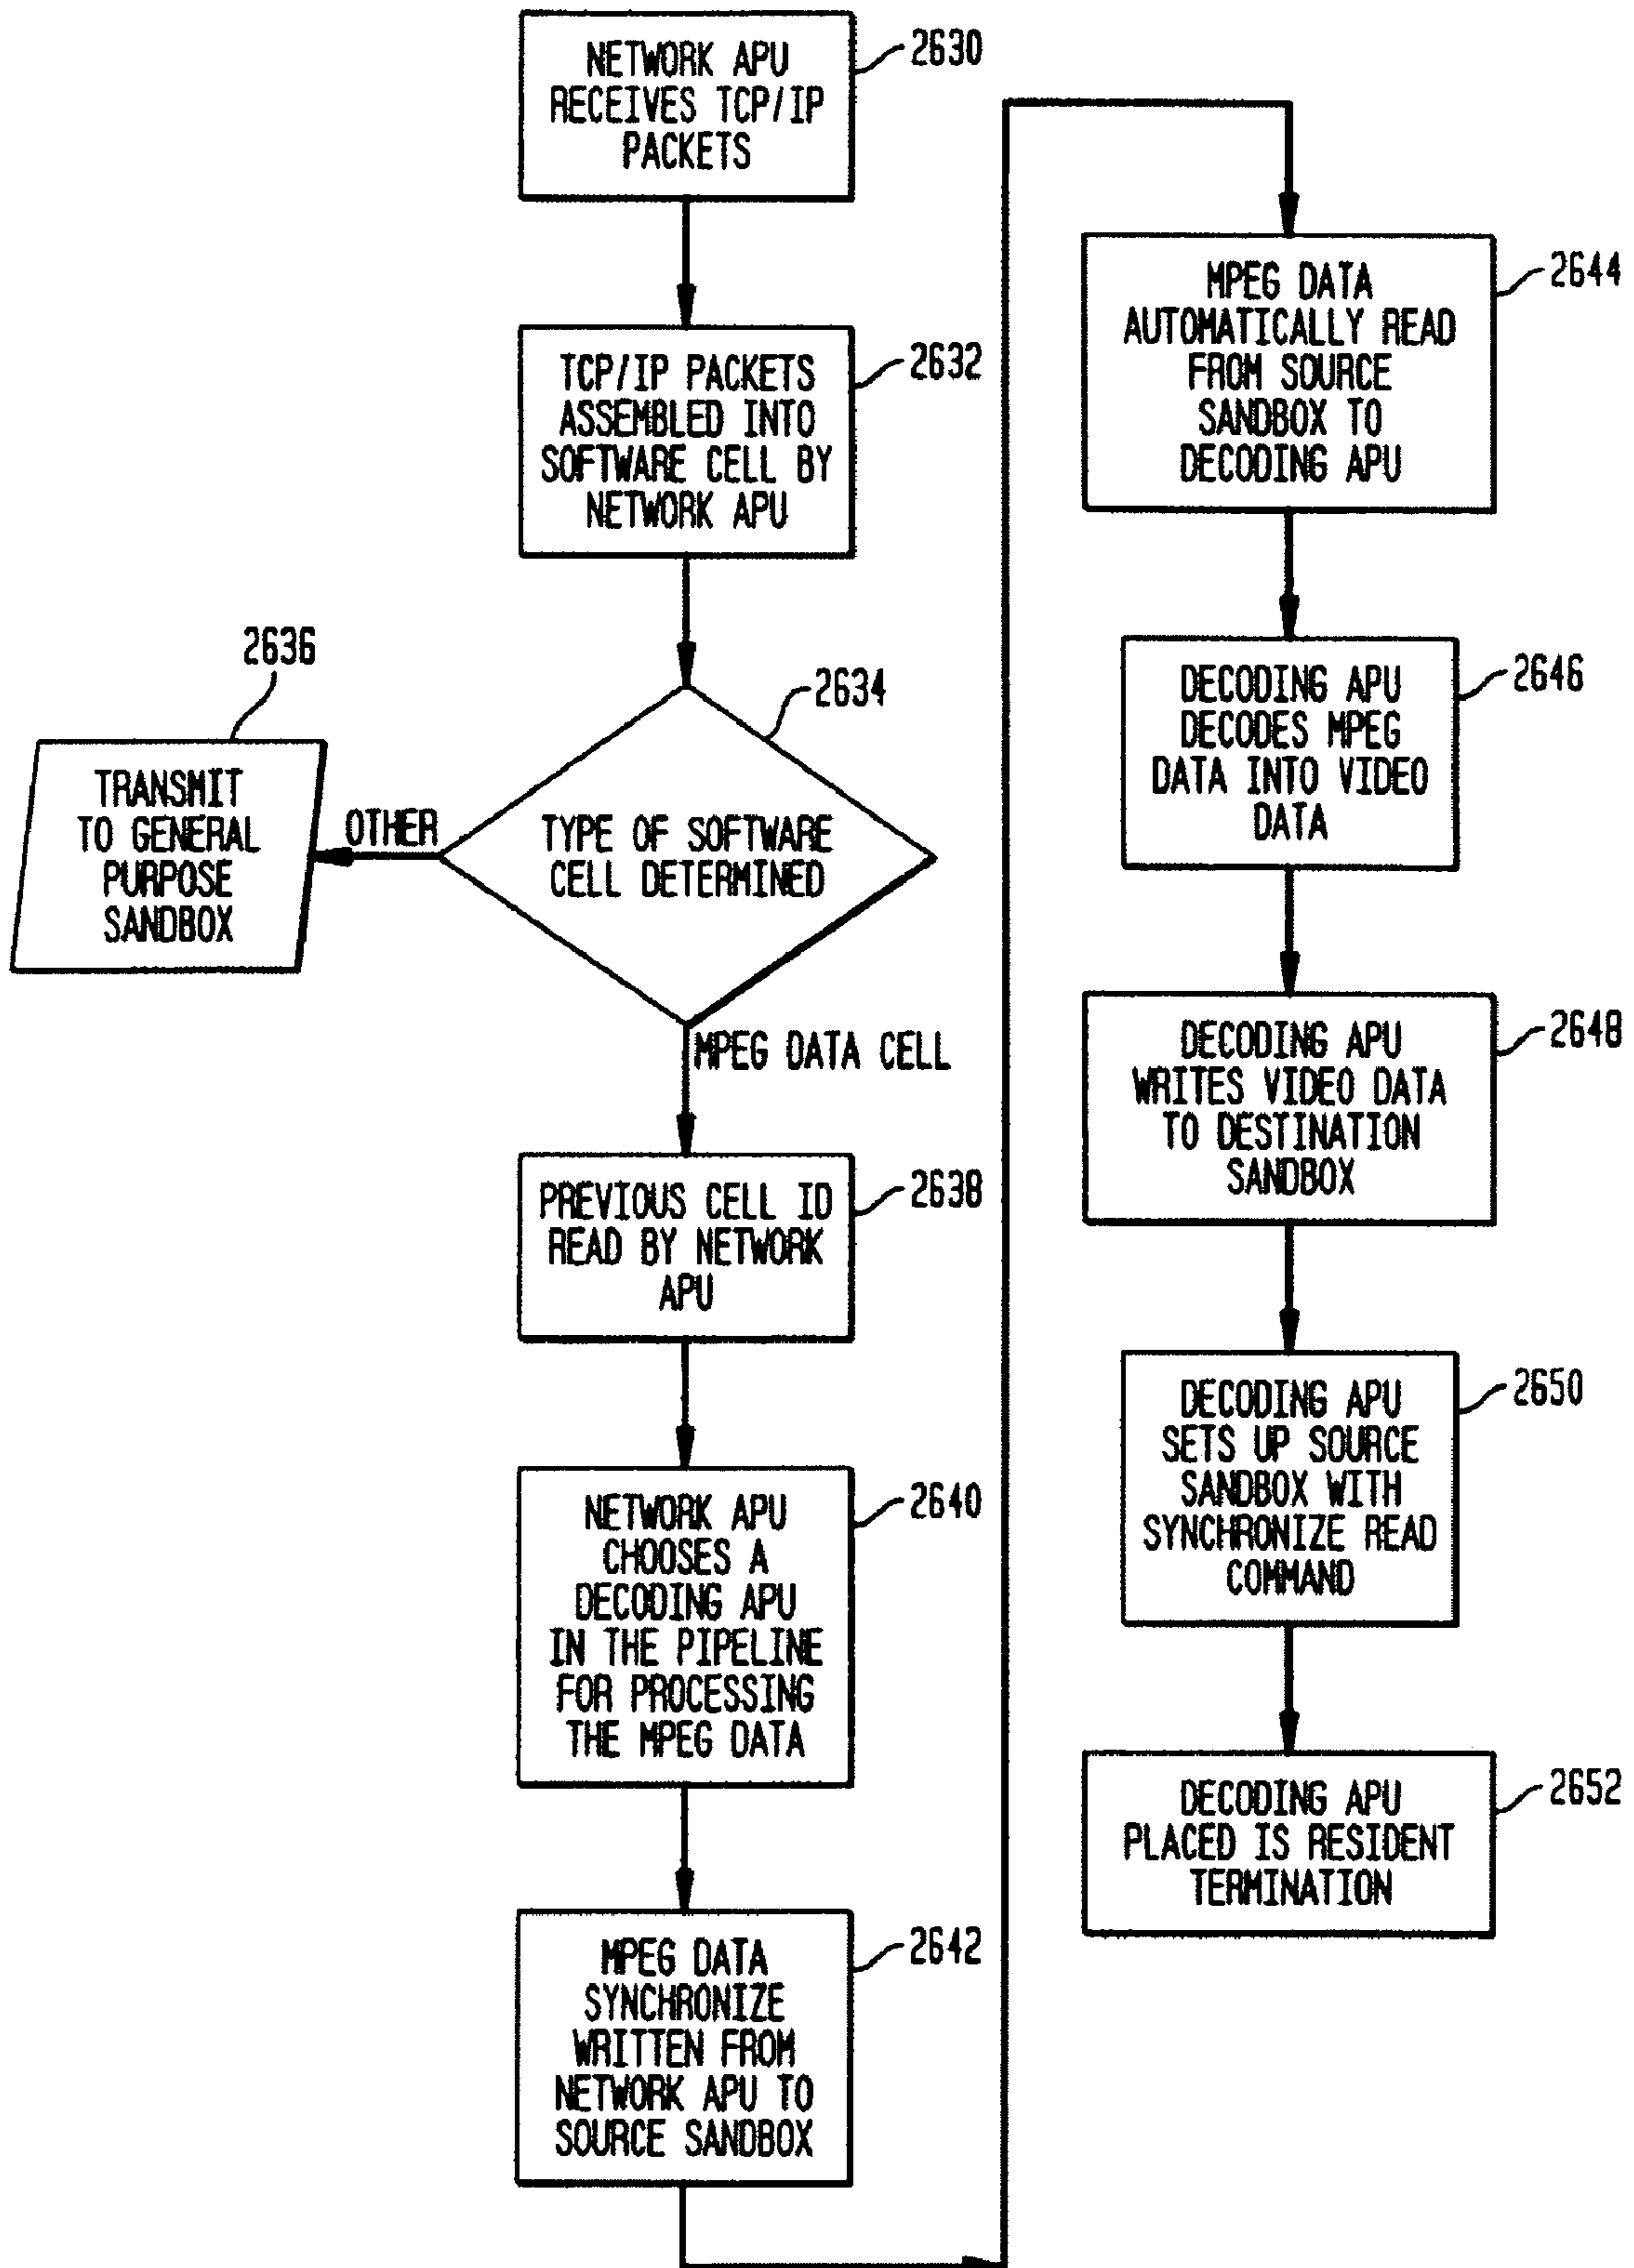 NETWORK APU
RECEIVES TCP/IP
PACKETS
2630
TCP/IP PACKETS
ASSEMBLED INTO
SOFTWARE CELL BY
NETWORK APU
2632
TYPE OF SOFTWARE
CELL DETERMINED
2634
OTHER
TRANSMIT
TO GENERAL
PURPOSE
SANDBOX
2636
MPEG DATA CELL
PREVIOUS CELL ID
READ BY NETWORK
APU
2638
NETWORK APU
CHOOSES A
DECODING APU
IN THE PIPELINE
FOR PROCESSING
THE MPEG DATA
2640
MPEG DATA
SYNCHRONIZE
WRITTEN FROM
NETWORK APU TO
SOURCE SANDBOX
2642
MPEG DATA
AUTOMATICALLY READ
FROM SOURCE
SANDBOX TO
DECODING APU
2644
DECODING APU
DECODES MPEG
DATA INTO VIDEO
DATA
2646
DECODING APU
WRITES VIDEO DATA
TO DESTINATION
SANDBOX
2648
DECODING APU
SETS UP SOURCE
SANDBOX WITH
SYNCHRONIZE READ
COMMAND
2650
DECODING APU
PLACED IS RESIDENT
TERMINATION
2652